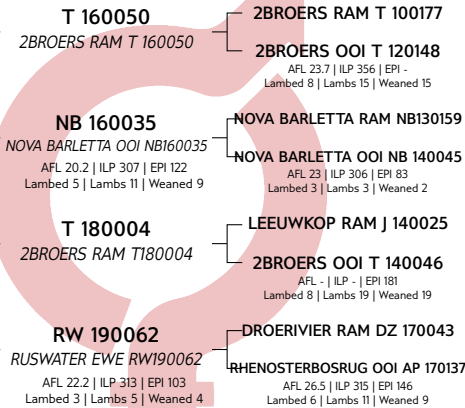 T 160050
2BROERS RAM T 160050
NB 160035
NOVA BARLETTA OOI NB160035
AFL 20.2 | ILP 307 | EPI 122
Lambed 5 | Lambs 11 | Weaned 9
T 180004
2BROERS RAM T180004
RW 190062
RUSWATER EWE RW190062
AFL 22.2 | ILP 313 | EPI 103
Lambed 3 | Lambs 5 | Weaned 4
2BROERS RAM T 100177
2BROERS OOI T 120148
AFL 23.7 | ILP 356 | EPI -
Lambed 8 | Lambs 15 | Weaned 15
NOVA BARLETTA RAM NB130159
NOVA BARLETTA OOI NB 140045
AFL 23 | ILP 306 | EPI 83
Lambed 3 | Lambs 3 | Weaned 2
LEEUWKOP RAM J 140025
2BROERS OOI T 140046
AFL - | ILP - | EPI 181
Lambed 8 | Lambs 19 | Weaned 19
DROERIVIER RAM DZ 170043
RHENOSTERBOSRUG OOI AP 170137
AFL 26.5 | ILP 315 | EPI 146
Lambed 6 | Lambs 11 | Weaned 9